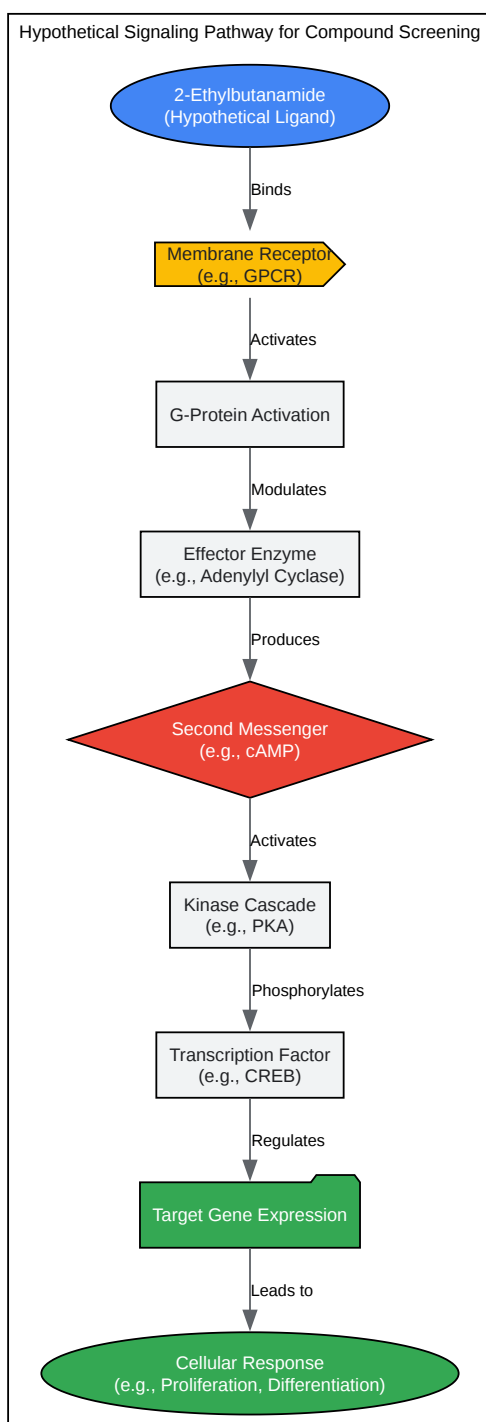 Hypothetical Signaling Pathway for Compound Screening
2-Ethylbutanamide
(Hypothetical Ligand)
Binds
Membrane Receptor
(e.g., GPCR)
Activates
G-Protein Activation
Modulates
Effector Enzyme
(e.g., Adenylyl Cyclase)
Produces
Second Messenger
(e.g., cAMP)
Activates
Kinase Cascade
(e.g., PKA)
Phosphorylates
Transcription Factor
(e.g., CREB)
Regulates
Target Gene Expression
Leads to
Cellular Response
(e.g., Proliferation, Differentiation)